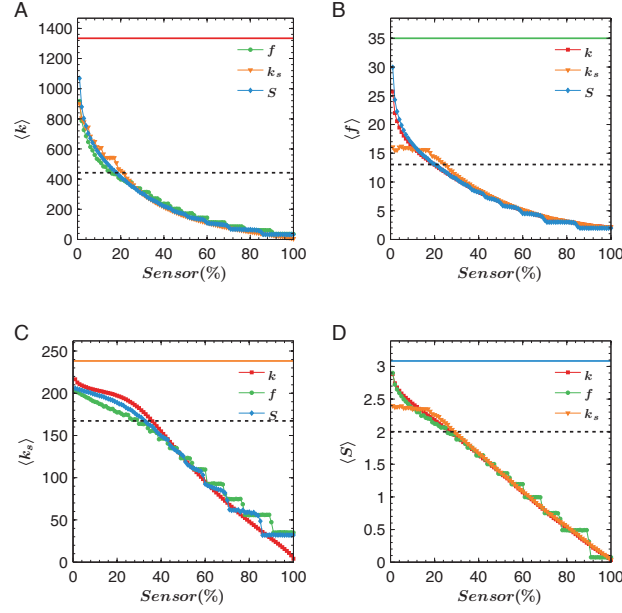 A
1400
1200
1000
800
600
400
200
0
⟨k⟩
f
k_s
S
0 20 40 60 80 100
Sensor(%)
B
35
30
25
20
15
10
5
0
⟨f⟩
k
k_s
S
0 20 40 60 80 100
Sensor(%)
C
250
200
150
100
50
0
⟨k_s⟩
k
f
S
0 20 40 60 80 100
Sensor(%)
D
3
2.5
2
1.5
1
0.5
0
⟨S⟩
k
f
k_s
0 20 40 60 80 100
Sensor(%)